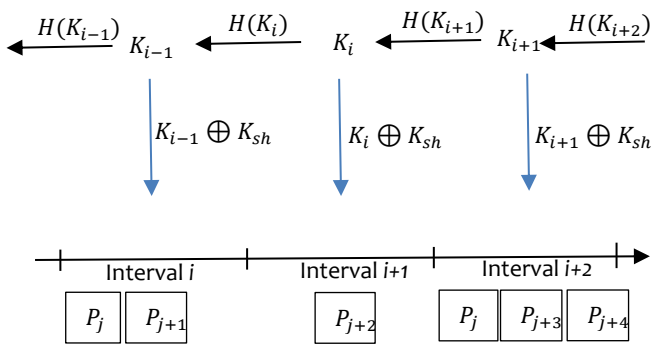 H(K_{i-1}) H(K_i) H(K_{i+1}) H(K_{i+2})
K_{i-1} K_i K_{i+1}
K_{i-1} ⊕ K_{sh} K_i ⊕ K_{sh} K_{i+1} ⊕ K_{sh}
Interval i Interval i+1 Interval i+2
P_j P_{j+1} P_{j+2} P_j P_{j+3} P_{j+4}